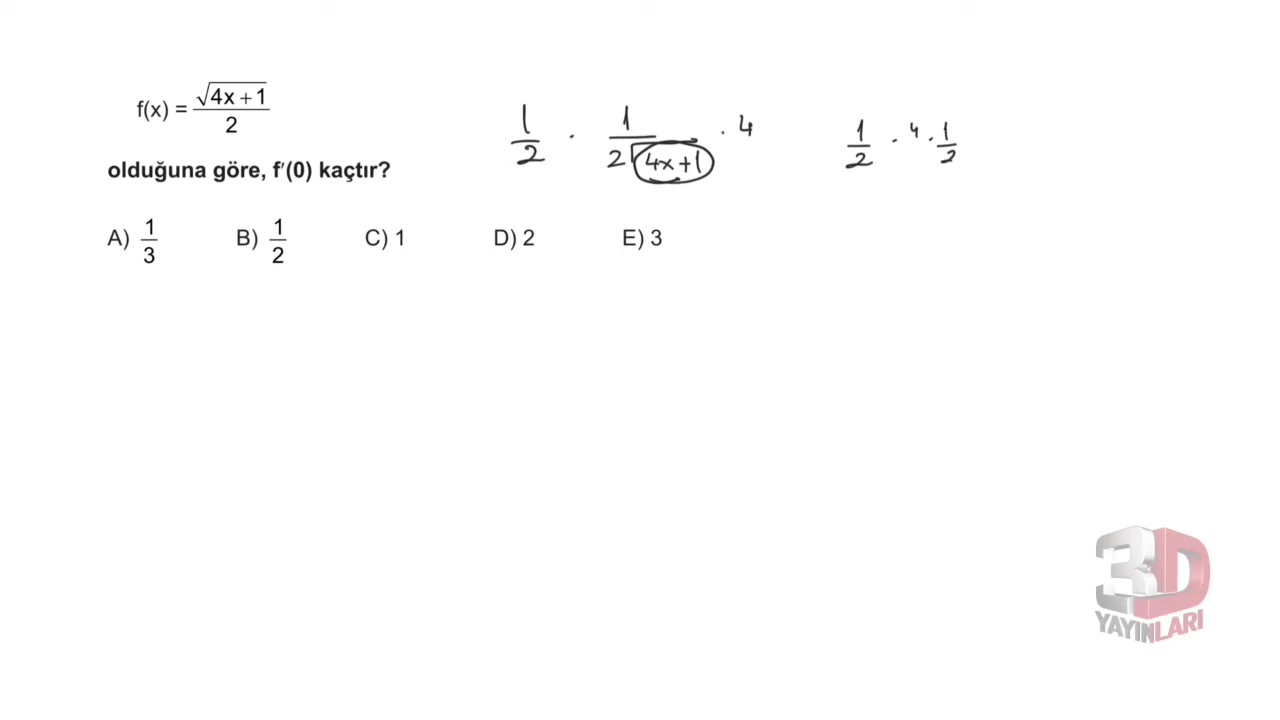 f(x) = √(4x + 1) / 2
olduğuna göre, f′(0) kaçtır?
A) 1/3 B) 1/2 C) 1 D) 2 E) 3
1/2 · 1/(2√(4x+1)) · 4
1/2 · 4 · 1/2
3D
YAYINLARI